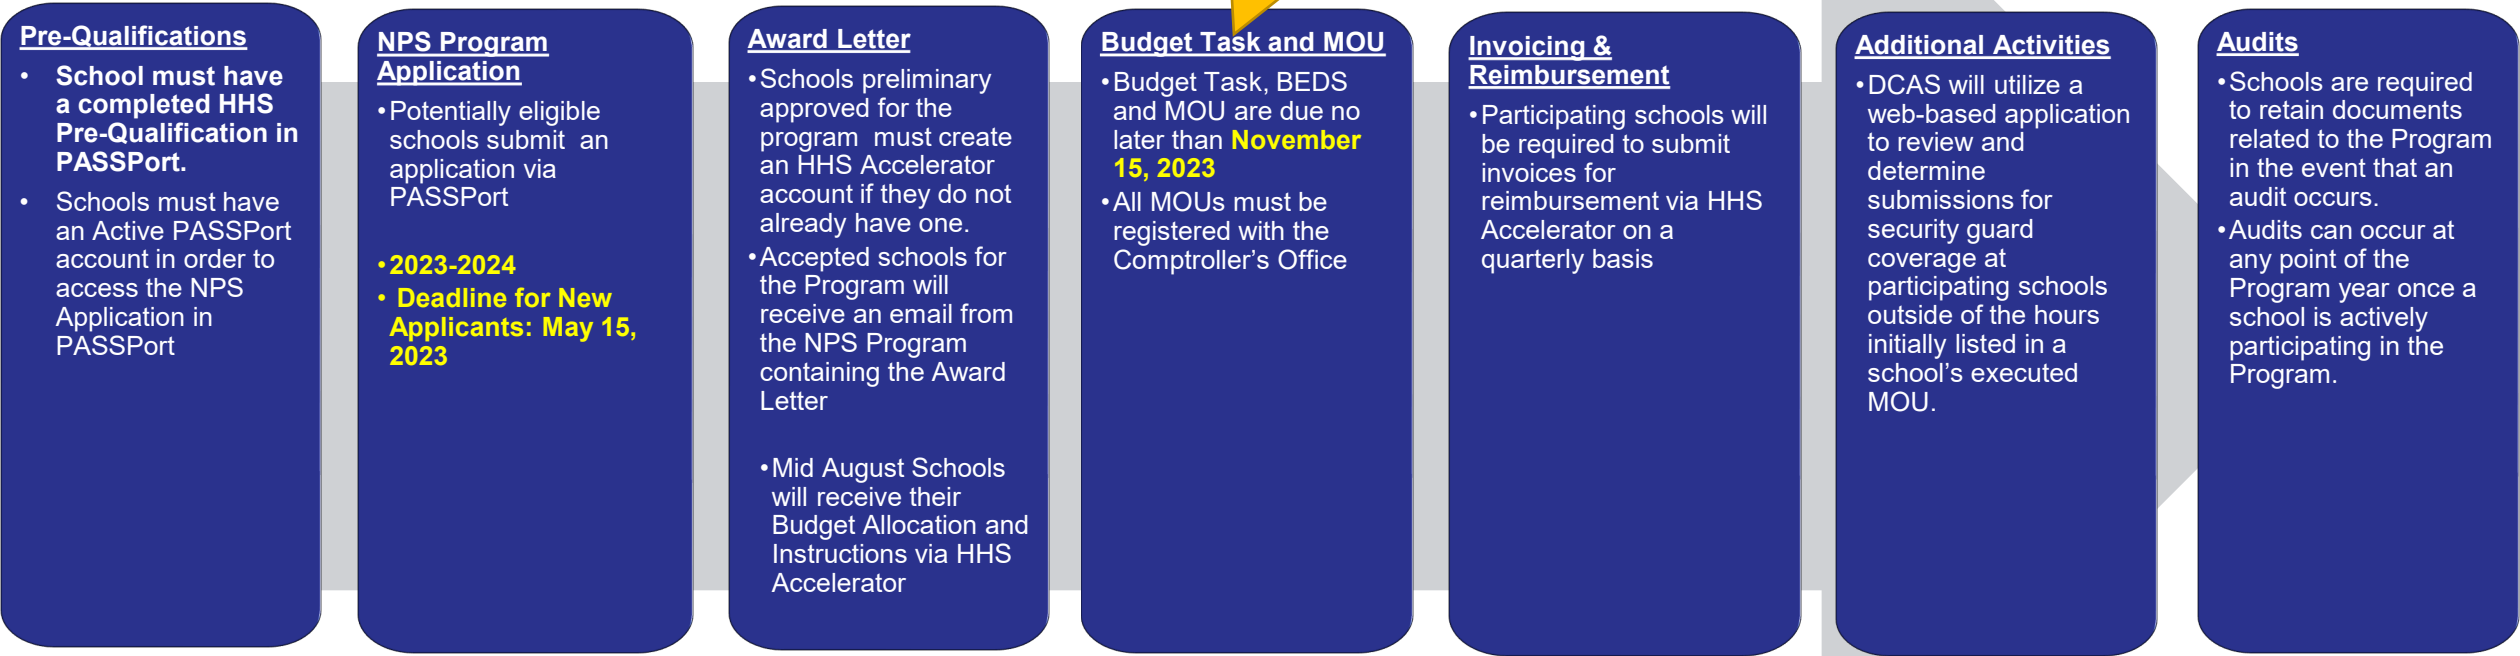 Pre-Qualifications
• School must have
a completed HHS
Pre-Qualification in
PASSPort.
• Schools must have
an Active PASSPort
account in order to
access the NPS
Application in
PASSPort
NPS Program
Application
•Potentially eligible
schools submit an
application via
PASSPort
•2023-2024
• Deadline for New
Applicants: May 15,
2023
Award Letter
•Schools preliminary
approved for the
program must create
an HHS Accelerator
account if they do not
already have one.
•Accepted schools for
the Program will
receive an email from
the NPS Program
containing the Award
Letter
•Mid August Schools
will receive their
Budget Allocation and
Instructions via HHS
Accelerator
Budget Task and MOU
•Budget Task, BEDS
and MOU are due no
later than November
15, 2023
•All MOUs must be
registered with the
Comptroller’s Office
Invoicing &
Reimbursement
•Participating schools will
be required to submit
invoices for
reimbursement via HHS
Accelerator on a
quarterly basis
Additional Activities
•DCAS will utilize a
web-based application
to review and
determine
submissions for
security guard
coverage at
participating schools
outside of the hours
initially listed in a
school’s executed
MOU.
Audits
•Schools are required
to retain documents
related to the Program
in the event that an
audit occurs.
•Audits can occur at
any point of the
Program year once a
school is actively
participating in the
Program.